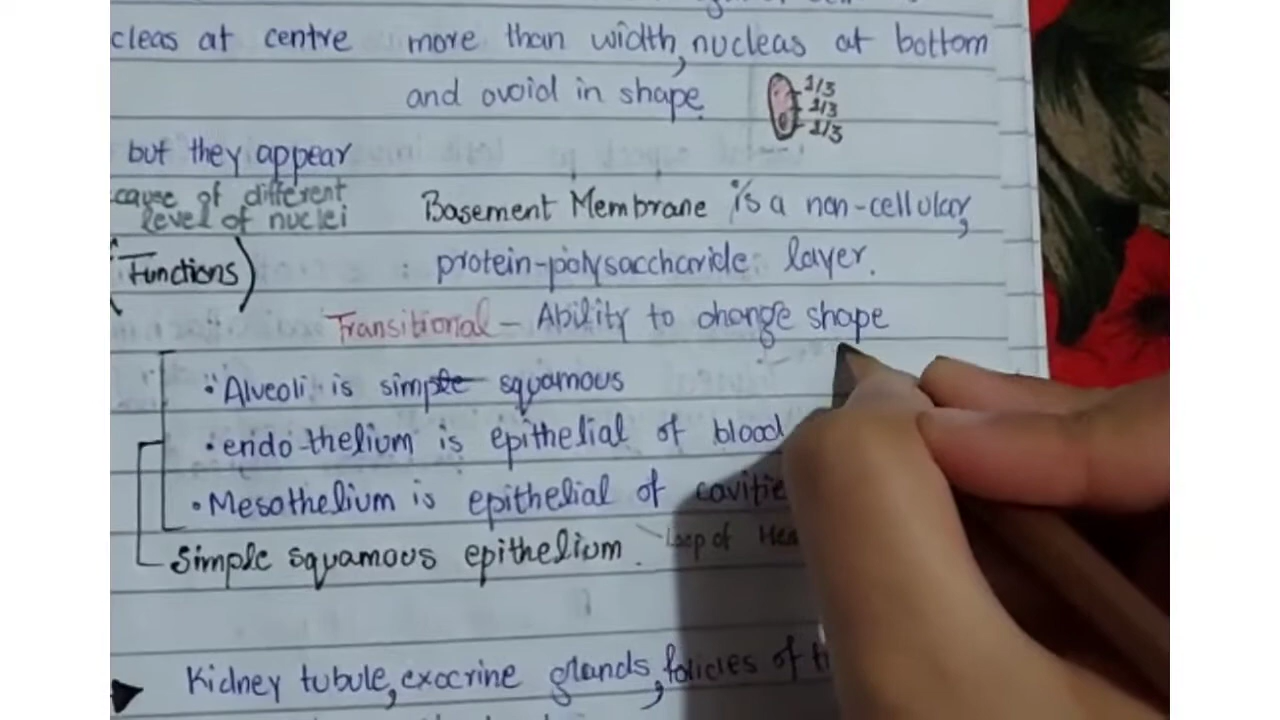 cleas at centre more than width, nucleas at bottom
and ovoid in shape
1/3
1/3
1/3
but they appear
cause of different
level of nuclei
Basement Membrane is a non-cellular,
(Functions)
protein-polysaccharide layer.
Transitional - Ability to change shape
• Alveoli is simple squamous
• endothelium is epithelial of blood
• Mesothelium is epithelial of cavitie
Simple squamous epithelium. Loop of Hen
Kidney tubule, exocrine glands, folicles of